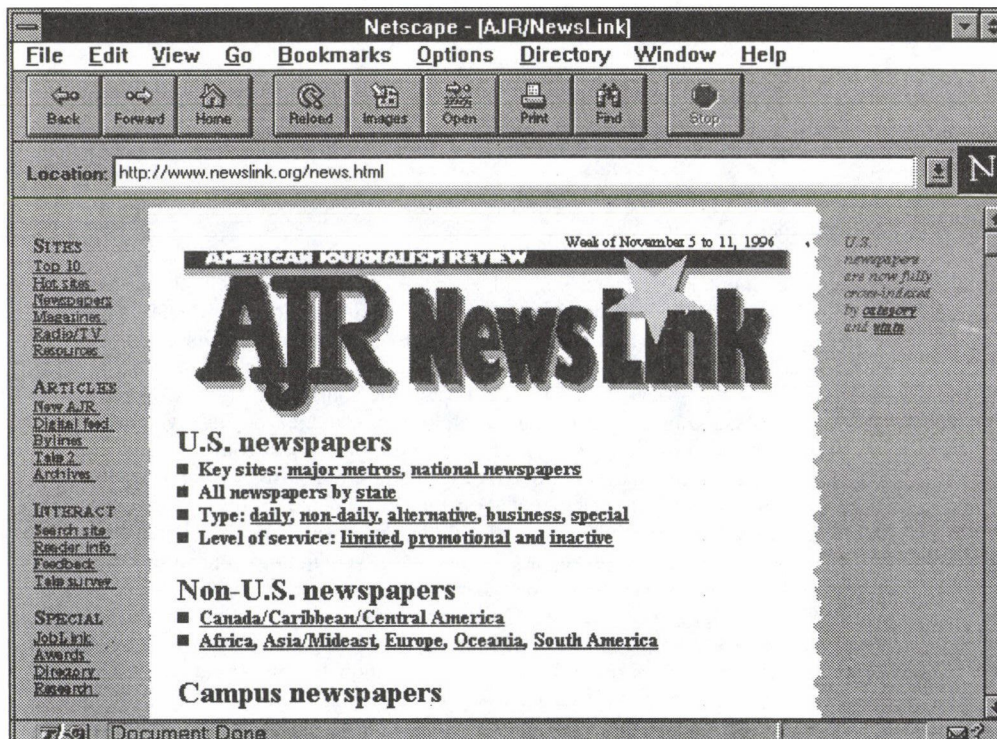 Netscape - [AJR/NewsLink]
File Edit View Go Bookmarks Options Directory Window Help
Back Forward Home Reload Images Open Print Find Stop
Location: http://www.newslink.org/news.html
N
SITES
Top 10
Hot sites
Newspapers
Magazines
Radio/TV
Resources
ARTICLES
New AJR
Digital feed
Bylines
Take 2
Archives
INTERACT
Search site
Reader info
Feedback
Take survey
SPECIAL
JobLink
Awards
Directory
Research
Week of November 5 to 11, 1996
AMERICAN JOURNALISM REVIEW
AJR NewsLink
U.S. newspapers
Key sites: major metros, national newspapers
All newspapers by state
Type: daily, non-daily, alternative, business, special
Level of service: limited, promotional and inactive
Non-U.S. newspapers
Canada/Caribbean/Central America
Africa, Asia/Mideast, Europe, Oceania, South America
Campus newspapers
U.S.
newspapers
are now fully
cross-indexed
by category
and state
Document Done
?